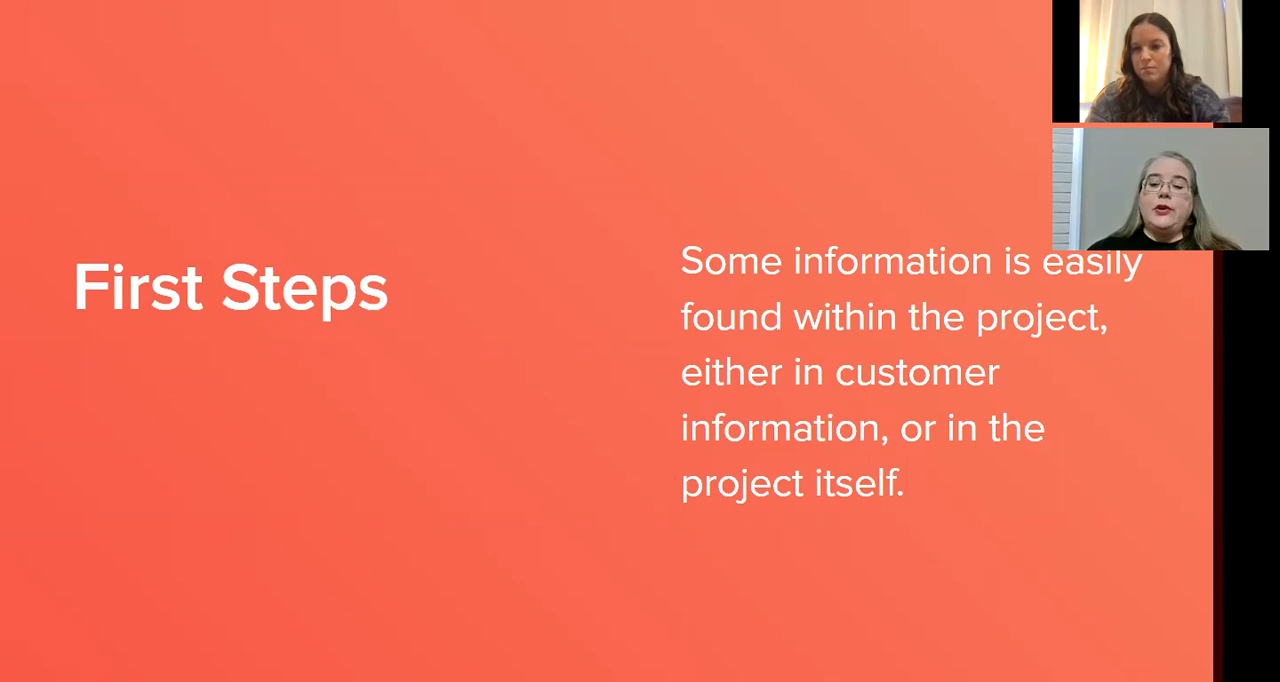 First Steps
Some information is easily
found within the project,
either in customer
information, or in the
project itself.